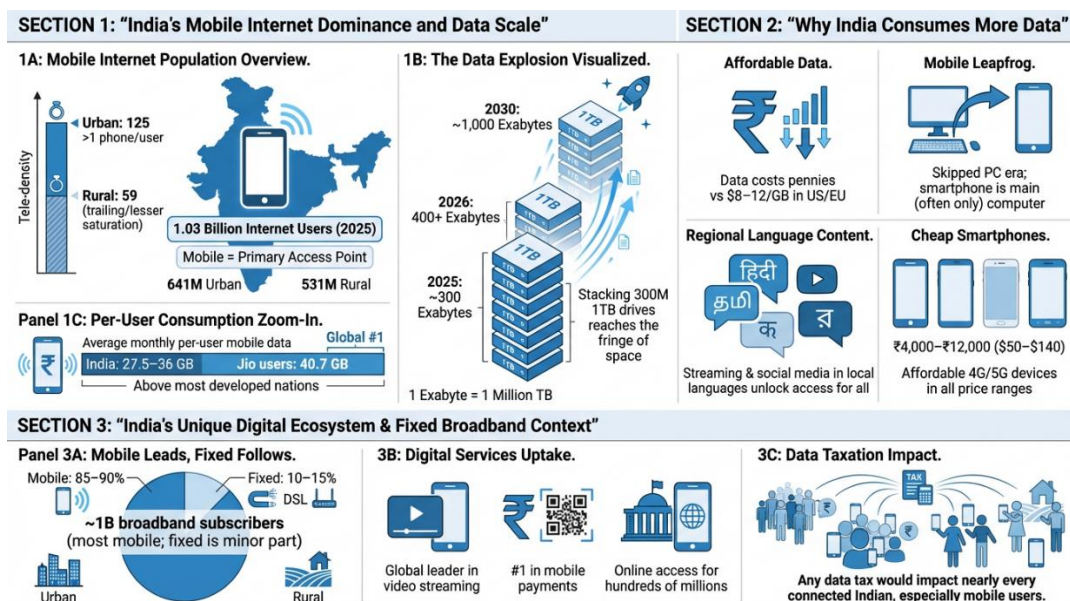 SECTION 1: “India’s Mobile Internet Dominance and Data Scale”
1A: Mobile Internet Population Overview.
Tele-density
Urban: 125
>1 phone/user
Rural: 59
(trailing/lesser
saturation)
1.03 Billion Internet Users (2025)
Mobile = Primary Access Point
641M Urban
531M Rural
1B: The Data Explosion Visualized.
2030:
~1,000 Exabytes
1TB
1TB
2026:
400+ Exabytes
1TB
1TB
2025:
~300
Exabytes
Stacking 300M
1TB drives
reaches the
fringe of
space
1 Exabyte = 1 Million TB
Panel 1C: Per-User Consumption Zoom-In.
₹
Average monthly per-user mobile data
Global #1
India: 27.5–36 GB
Jio users: 40.7 GB
Above most developed nations
SECTION 2: “Why India Consumes More Data”
Affordable Data.
₹
Data costs pennies
vs $8–12/GB in US/EU
Mobile Leapfrog.
Skipped PC era;
smartphone is main
(often only) computer
Regional Language Content.
हिंदी
தமி
क
र
Streaming & social media in local
languages unlock access for all
Cheap Smartphones.
₹4,000–₹12,000 ($50–$140)
Affordable 4G/5G devices
in all price ranges
SECTION 3: “India’s Unique Digital Ecosystem & Fixed Broadband Context”
Panel 3A: Mobile Leads, Fixed Follows.
Mobile: 85–90%
Fixed: 10–15%
DSL
~1B broadband subscribers
(most mobile; fixed is minor part)
Urban
Rural
3B: Digital Services Uptake.
Global leader in
video streaming
₹
#1 in mobile
payments
Online access for
hundreds of millions
3C: Data Taxation Impact.
TAX
₹
₹
Any data tax would impact nearly every
connected Indian, especially mobile users.